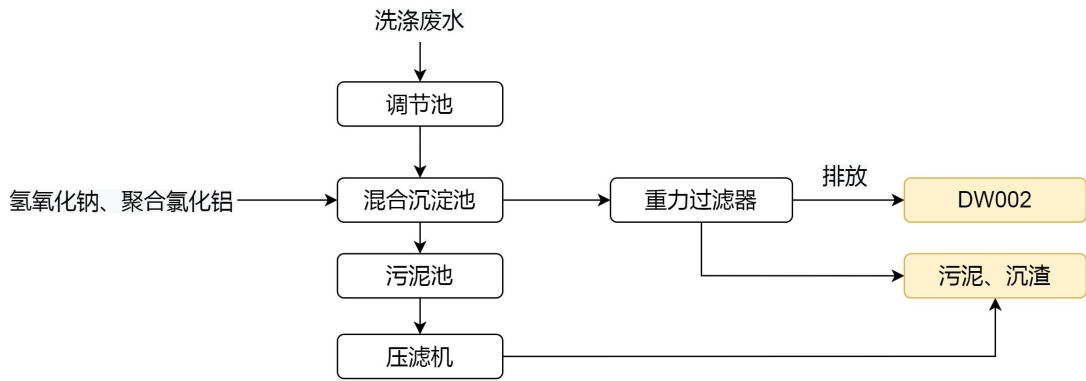 洗涤废水
调节池
氢氧化钠、聚合氯化铝
混合沉淀池
重力过滤器
排放
DW002
污泥池
污泥、沉渣
压滤机